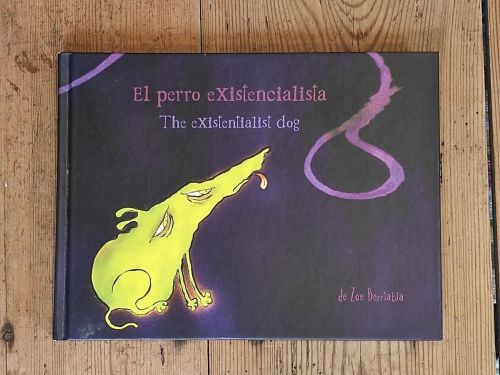 El perro eXistencialista
The eXistentialist dog
de Zoe Berriatúa